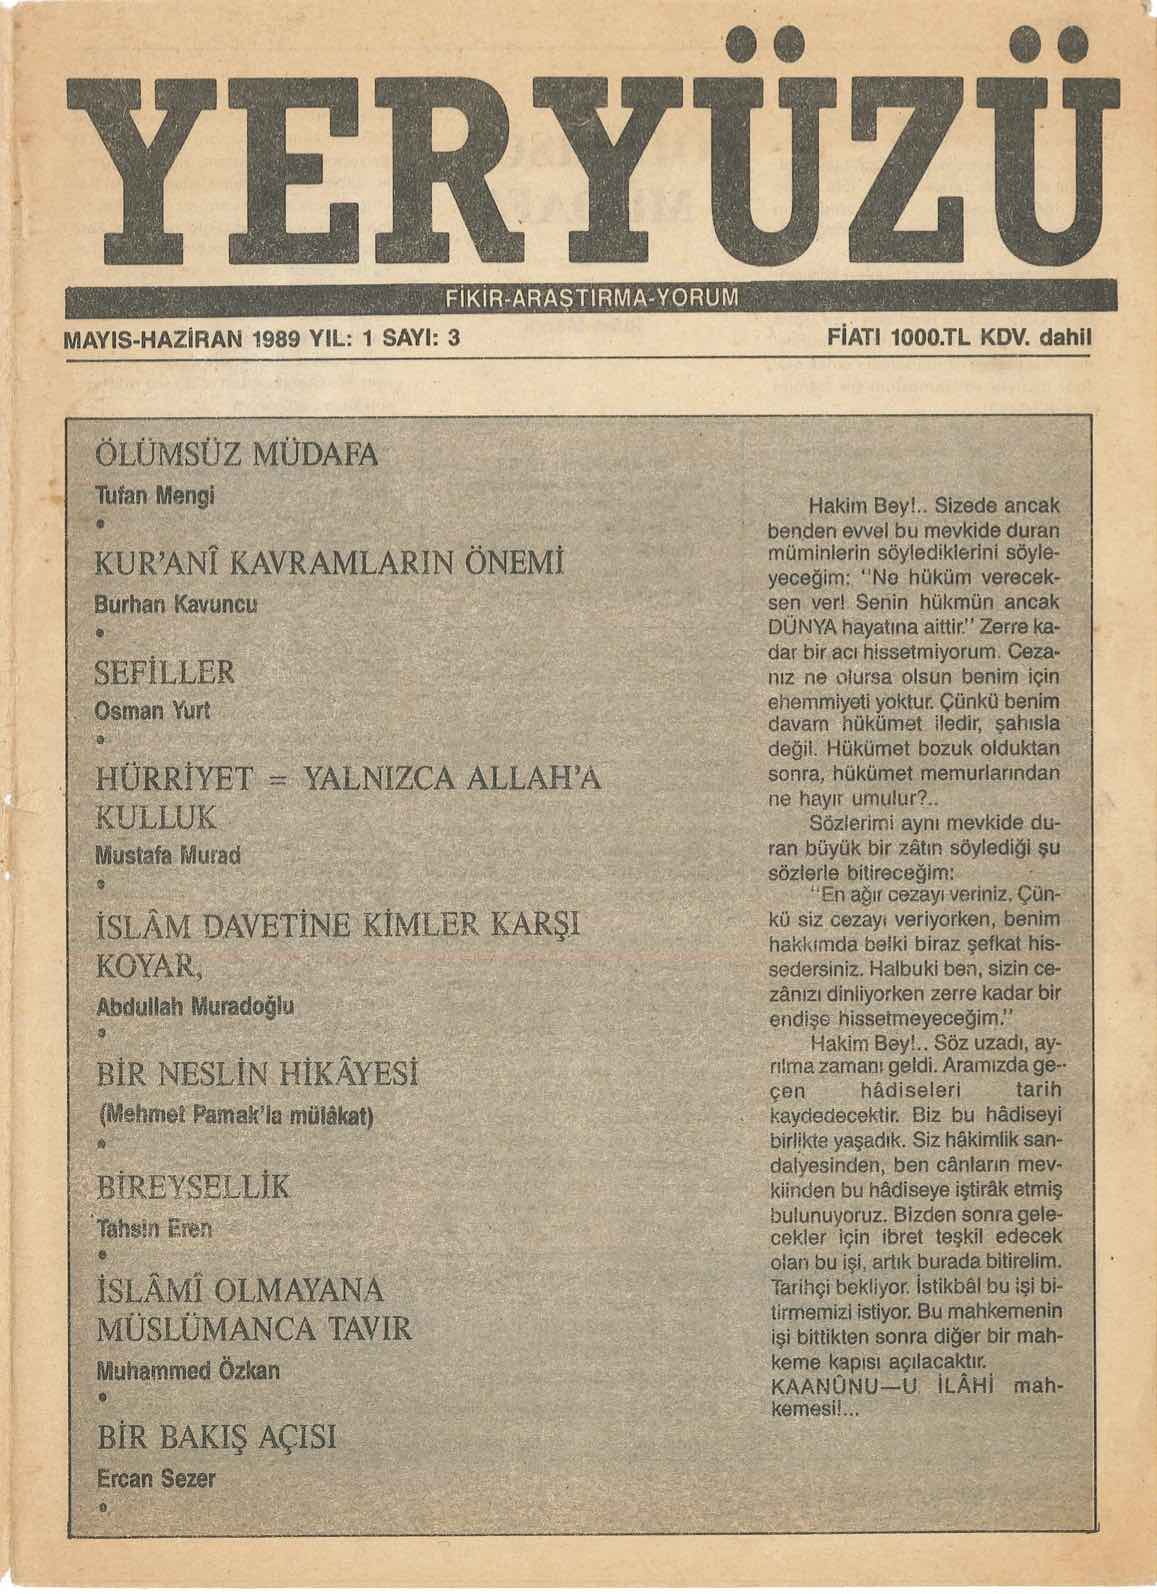 YERYÜZÜ
FİKİR-ARAŞTIRMA-YORUM
MAYIS-HAZİRAN 1989 YIL: 1 SAYI: 3
FİATI 1000.TL KDV. dahil
ÖLÜMSÜZ MÜDAFA
Tufan Mengi
KUR'ANÎ KAVRAMLARIN ÖNEMİ
Burhan Kavuncu
SEFİLLER
Osman Yurt
HÜRRİYET = YALNIZCA ALLAH'A
KULLUK
Mustafa Murad
İSLÂM DAVETİNE KİMLER KARŞI
KOYAR,
Abdullah Muradoğlu
BİR NESLİN HİKÂYESİ
(Mehmet Pamak'la mülâkat)
BİREYSELLİK
Tahsin Eren
İSLÂMÎ OLMAYANA
MÜSLÜMANCA TAVIR
Muhammed Özkan
BİR BAKIŞ AÇISI
Ercan Sezer
Hakim Bey!.. Sizede ancak
benden evvel bu mevkide duran
müminlerin söylediklerini söyle-
yeceğim: "Ne hüküm verecek-
sen ver! Senin hükmün ancak
DÜNYA hayatına aittir." Zerre ka-
dar bir acı hissetmiyorum. Ceza-
nız ne olursa olsun benim için
ehemmiyeti yoktur. Çünkü benim
davam hükümet iledir, şahısla
değil. Hükümet bozuk olduktan
sonra, hükümet memurlarından
ne hayır umulur?..
Sözlerimi aynı mevkide du-
ran büyük bir zâtın söylediği şu
sözlerle bitireceğim:
"En ağır cezayı veriniz. Çün-
kü siz cezayı veriyorken, benim
hakkımda belki biraz şefkat his-
sedersiniz. Halbuki ben, sizin ce-
zânızı dinliyorken zerre kadar bir
endişe hissetmeyeceğim."
Hakim Bey!.. Söz uzadı, ay-
rılma zamanı geldi. Aramızda ge-
çen hâdiseleri tarih
kaydedecektir. Biz bu hâdiseyi
birlikte yaşadık. Siz hâkimlik san-
dalyesinden, ben cânların mev-
kiinden bu hâdiseye iştirâk etmiş
bulunuyoruz. Bizden sonra gele-
cekler için ibret teşkil edecek
olan bu işi, artık burada bitirelim.
Tarihçi bekliyor. İstikbâl bu işi bi-
tirmemizi istiyor. Bu mahkemenin
işi bittikten sonra diğer bir mah-
keme kapısı açılacaktır.
KAANÛNU—U İLÂHİ mah-
kemesi!...